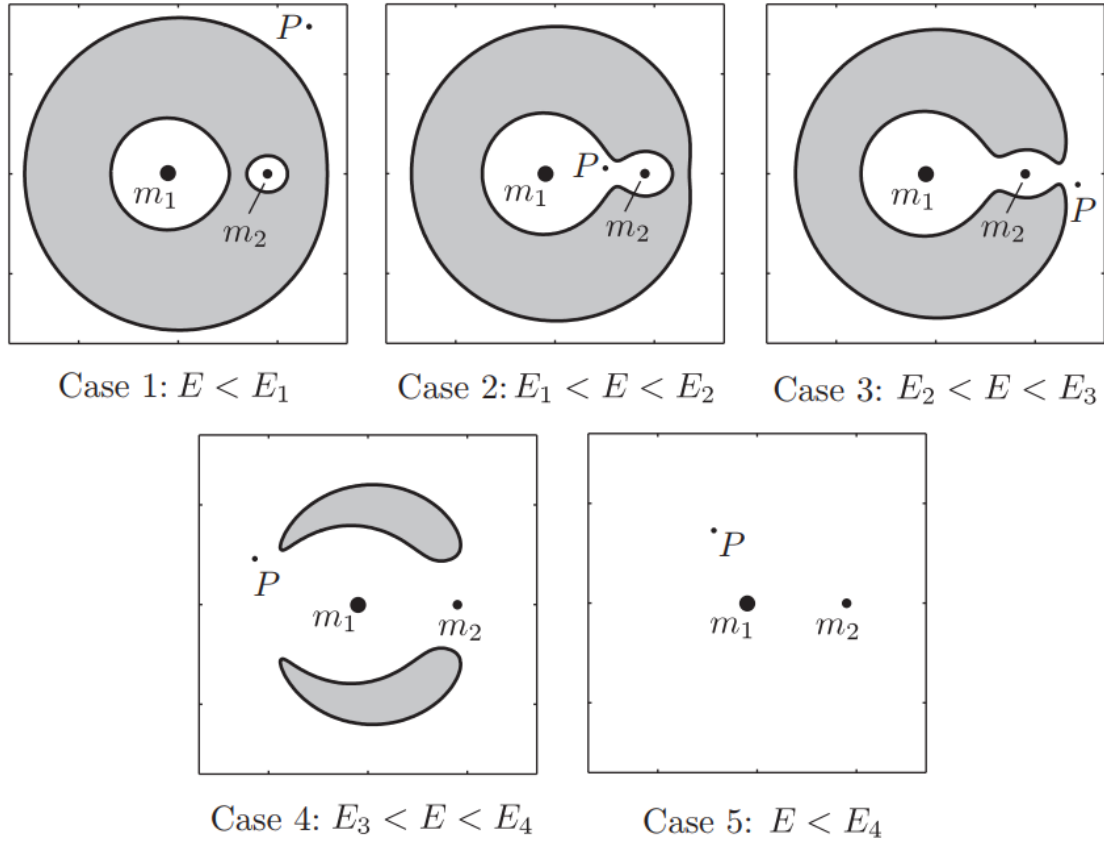 P
m₁
m₂
Case 1: E < E₁
P
m₁
m₂
Case 2: E₁ < E < E₂
m₁
m₂
P
Case 3: E₂ < E < E₃
P
m₁
m₂
Case 4: E₃ < E < E₄
P
m₁
m₂
Case 5: E < E₄